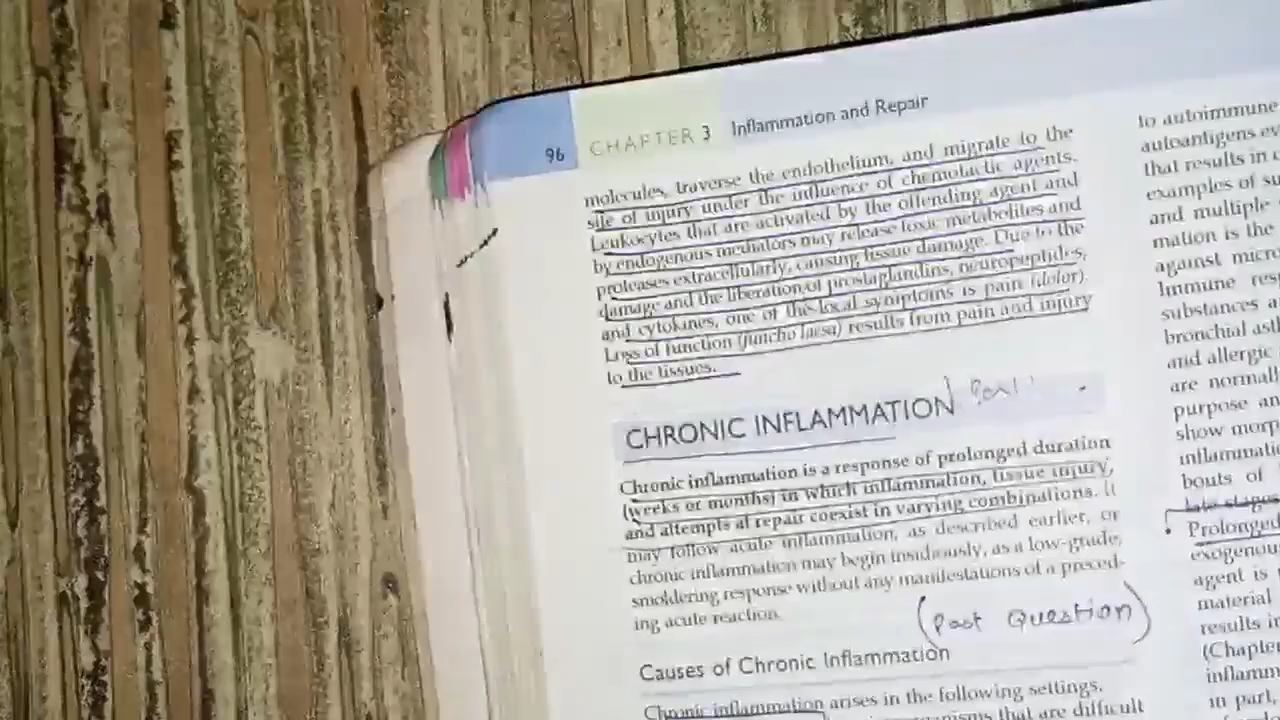 96
CHAPTER 3
Inflammation and Repair
molecules, traverse the endothelium, and migrate to the
site of injury under the influence of chemotactic agents.
Leukocytes that are activated by the offending agent and
by endogenous mediators may release toxic metabolites and
proteases extracellularly, causing tissue damage. Due to the
damage and the liberation of prostaglandins, neuropeptides,
and cytokines, one of the local symptoms is pain (dolor).
Loss of function (functio laesa) results from pain and injury
to the tissues.
CHRONIC INFLAMMATION
Chronic inflammation is a response of prolonged duration
(weeks or months) in which inflammation, tissue injury,
and attempts at repair coexist in varying combinations. It
may follow acute inflammation, as described earlier, or
chronic inflammation may begin insidiously, as a low-grade,
smoldering response without any manifestations of a preced-
ing acute reaction.
(Past Question)
Causes of Chronic Inflammation
Chronic inflammation arises in the following settings.
that are difficult
to autoimmune
autoantigens
that results in
examples of
and multiple
mation is the
against
Immune
substances
bronchial
and allergic
are
purpose
show
bouts of
late stages
• Prolonged
agent is
material
results in
in part,